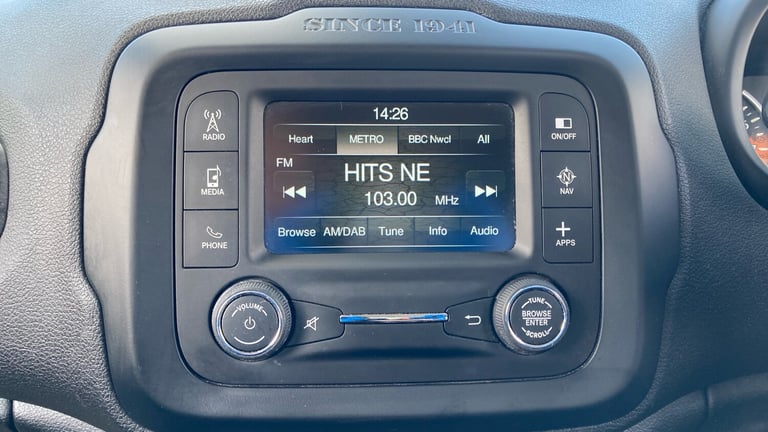 SINCE 1941
14:26
Heart METRO BBC Nwcl All
FM
HITS NE
103.00 MHz
Browse AM/DAB Tune Info Audio
RADIO
MEDIA
PHONE
ON/OFF
N
NAV
APPS
VOLUME
TUNE
BROWSE
ENTER
SCROLL